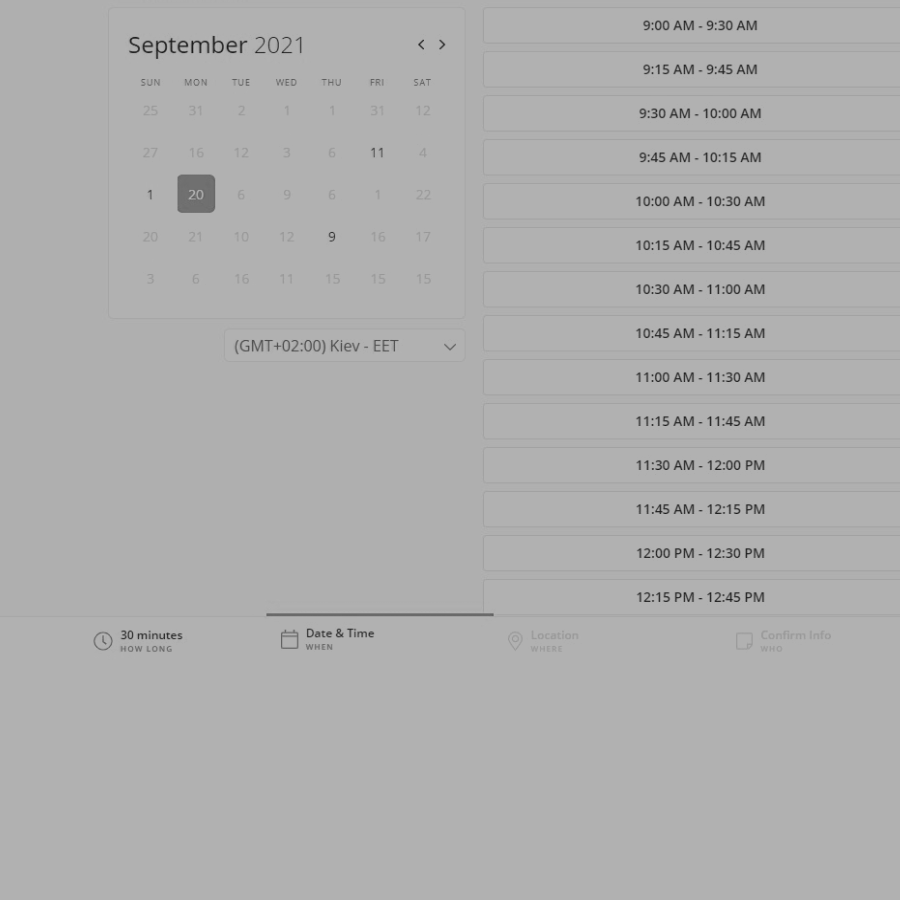 September 2021
SUN MON TUE WED THU FRI SAT
25 31 2 1 1 31 12
27 16 12 3 6 11 4
1 20 6 9 6 1 22
20 21 10 12 9 16 17
3 6 16 11 15 15 15
(GMT+02:00) Kiev - EET
9:00 AM - 9:30 AM
9:15 AM - 9:45 AM
9:30 AM - 10:00 AM
9:45 AM - 10:15 AM
10:00 AM - 10:30 AM
10:15 AM - 10:45 AM
10:30 AM - 11:00 AM
10:45 AM - 11:15 AM
11:00 AM - 11:30 AM
11:15 AM - 11:45 AM
11:30 AM - 12:00 PM
11:45 AM - 12:15 PM
12:00 PM - 12:30 PM
12:15 PM - 12:45 PM
30 minutes
HOW LONG
Date & Time
WHEN
Location
WHERE
Confirm Info
WHO